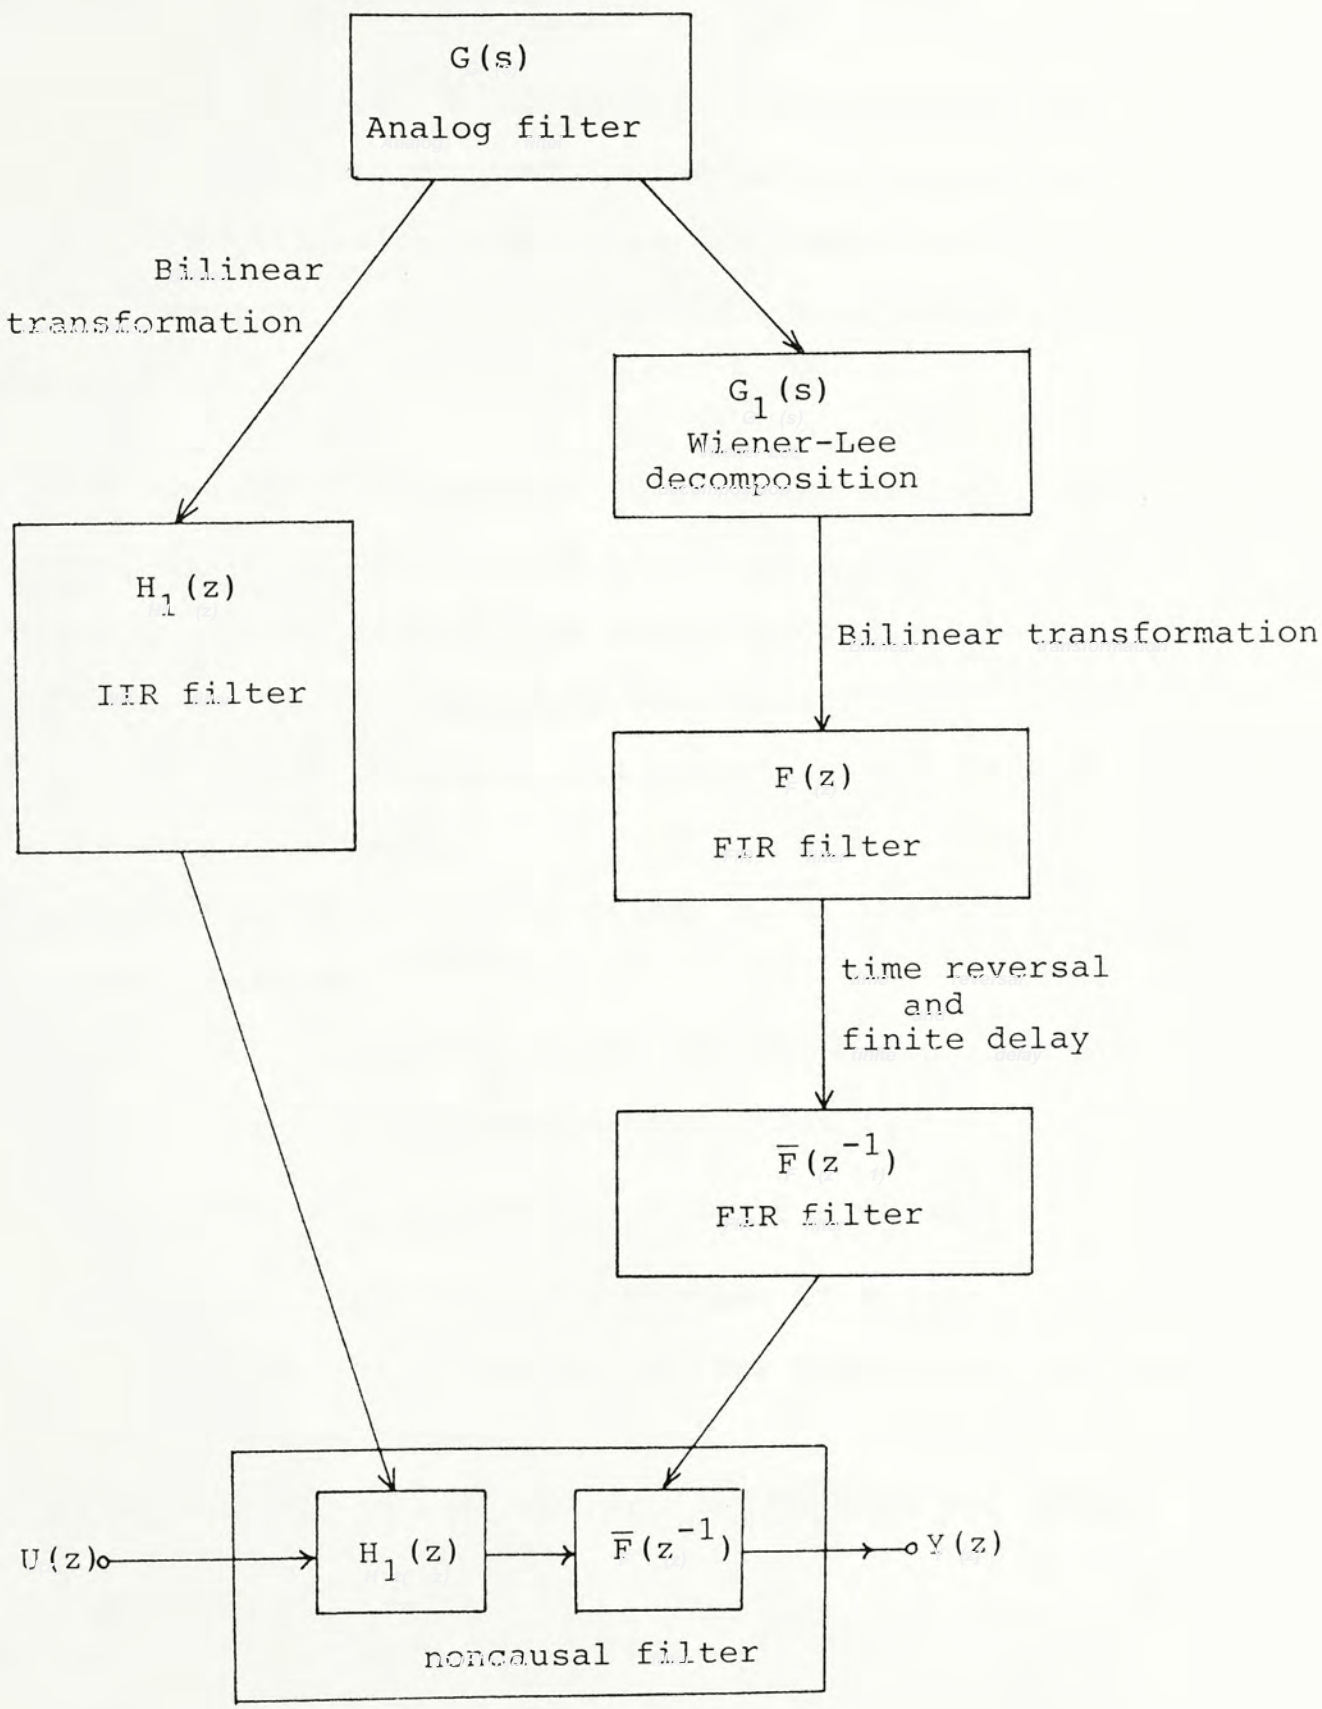 G(s)
Analog filter
Bilinear
transformation
G₁(s)
Wiener-Lee
decomposition
H₁(z)
IIR filter
Bilinear transformation
F(z)
FIR filter
time reversal
and
finite delay
F̅(z⁻¹)
FIR filter
U(z)
H₁(z)
F̅(z⁻¹)
Y(z)
noncausal filter